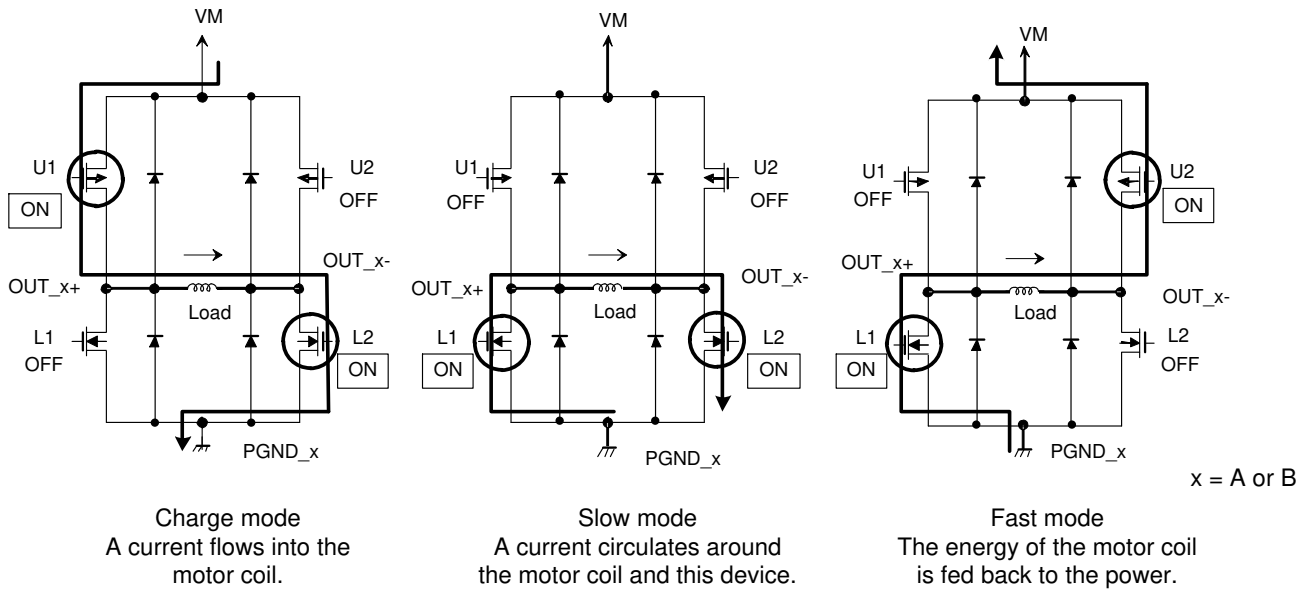 VM
U1
ON
U2
OFF
OUT_x+
OUT_x-
Load
L1
OFF
L2
ON
PGND_x
Charge mode
A current flows into the
motor coil.
VM
U1
OFF
U2
OFF
OUT_x+
OUT_x-
Load
L1
ON
L2
ON
PGND_x
Slow mode
A current circulates around
the motor coil and this device.
VM
U1
OFF
U2
ON
OUT_x+
OUT_x-
Load
L1
ON
L2
OFF
PGND_x
x = A or B
Fast mode
The energy of the motor coil
is fed back to the power.